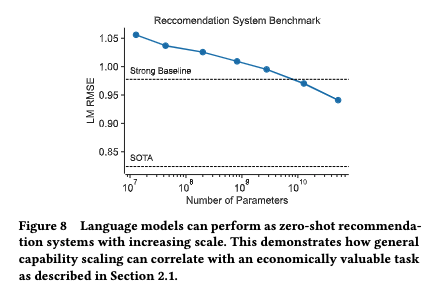 Reccomendation System Benchmark
1.05
1.00
0.95
0.90
0.85
LM RMSE
Strong Baseline
SOTA
10^7 10^8 10^9 10^10
Number of Parameters
Figure 8 Language models can perform as zero-shot recommenda-
tion systems with increasing scale. This demonstrates how general
capability scaling can correlate with an economically valuable task
as described in Section 2.1.